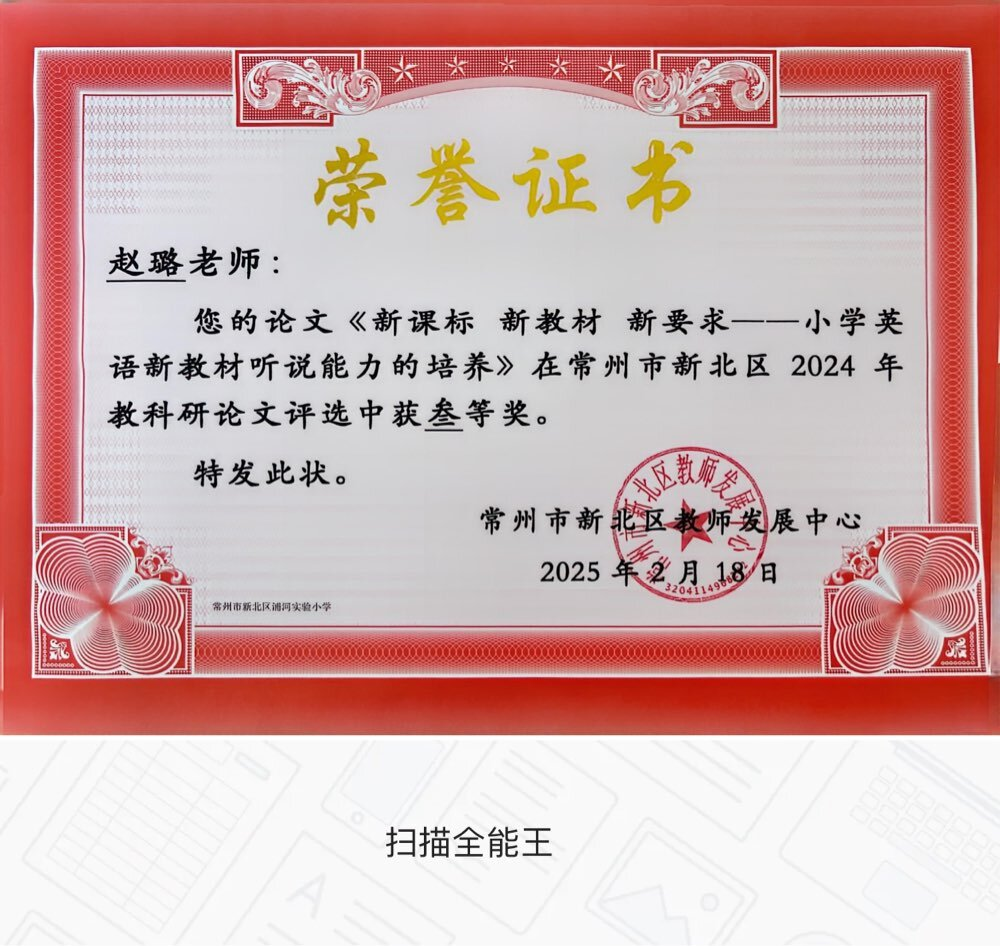 荣誉证书
赵璐老师：
您的论文《新课标 新教材 新要求——小学英
语新教材听说能力的培养》在常州市新北区 2024 年
教科研论文评选中获叁等奖。
特发此状。
常州市新北区教师发展中心
常州市新北区教师发展中心
2025 年 2 月 18 日
常州市新北区浦河实验小学
扫描全能王